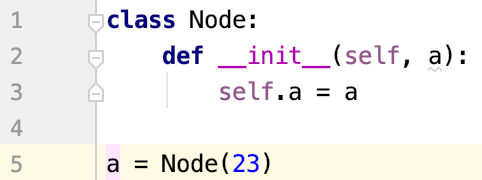 1 class Node:
2     def __init__(self, a):
3         self.a = a
4
5 a = Node(23)